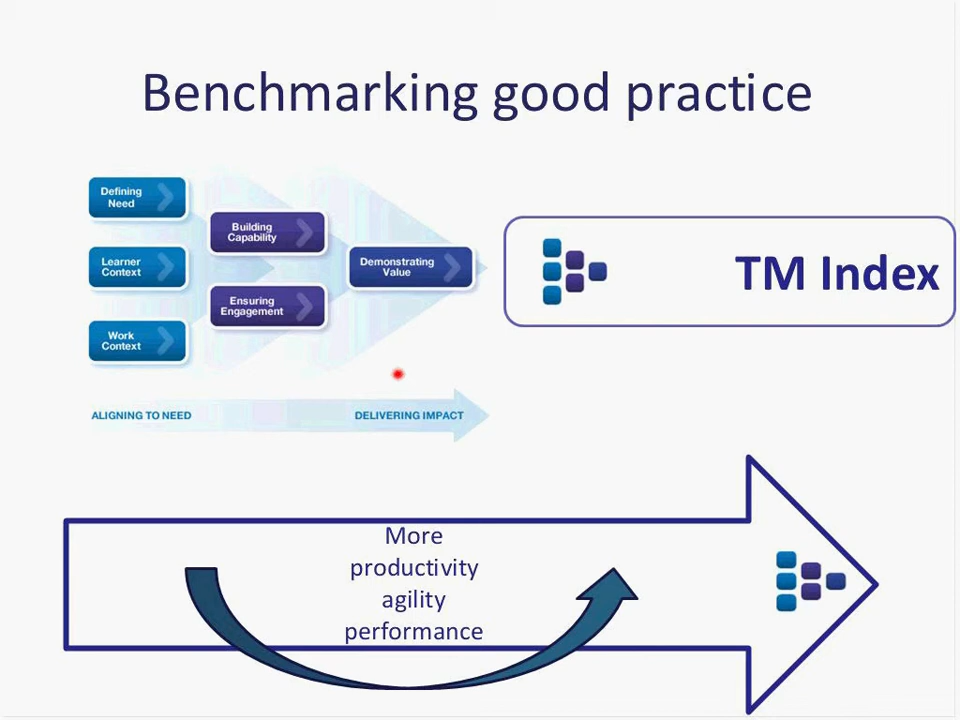 Benchmarking good practice
Defining
Need
Learner
Context
Work
Context
Building
Capability
Ensuring
Engagement
Demonstrating
Value
TM Index
ALIGNING TO NEED
DELIVERING IMPACT
More
productivity
agility
performance